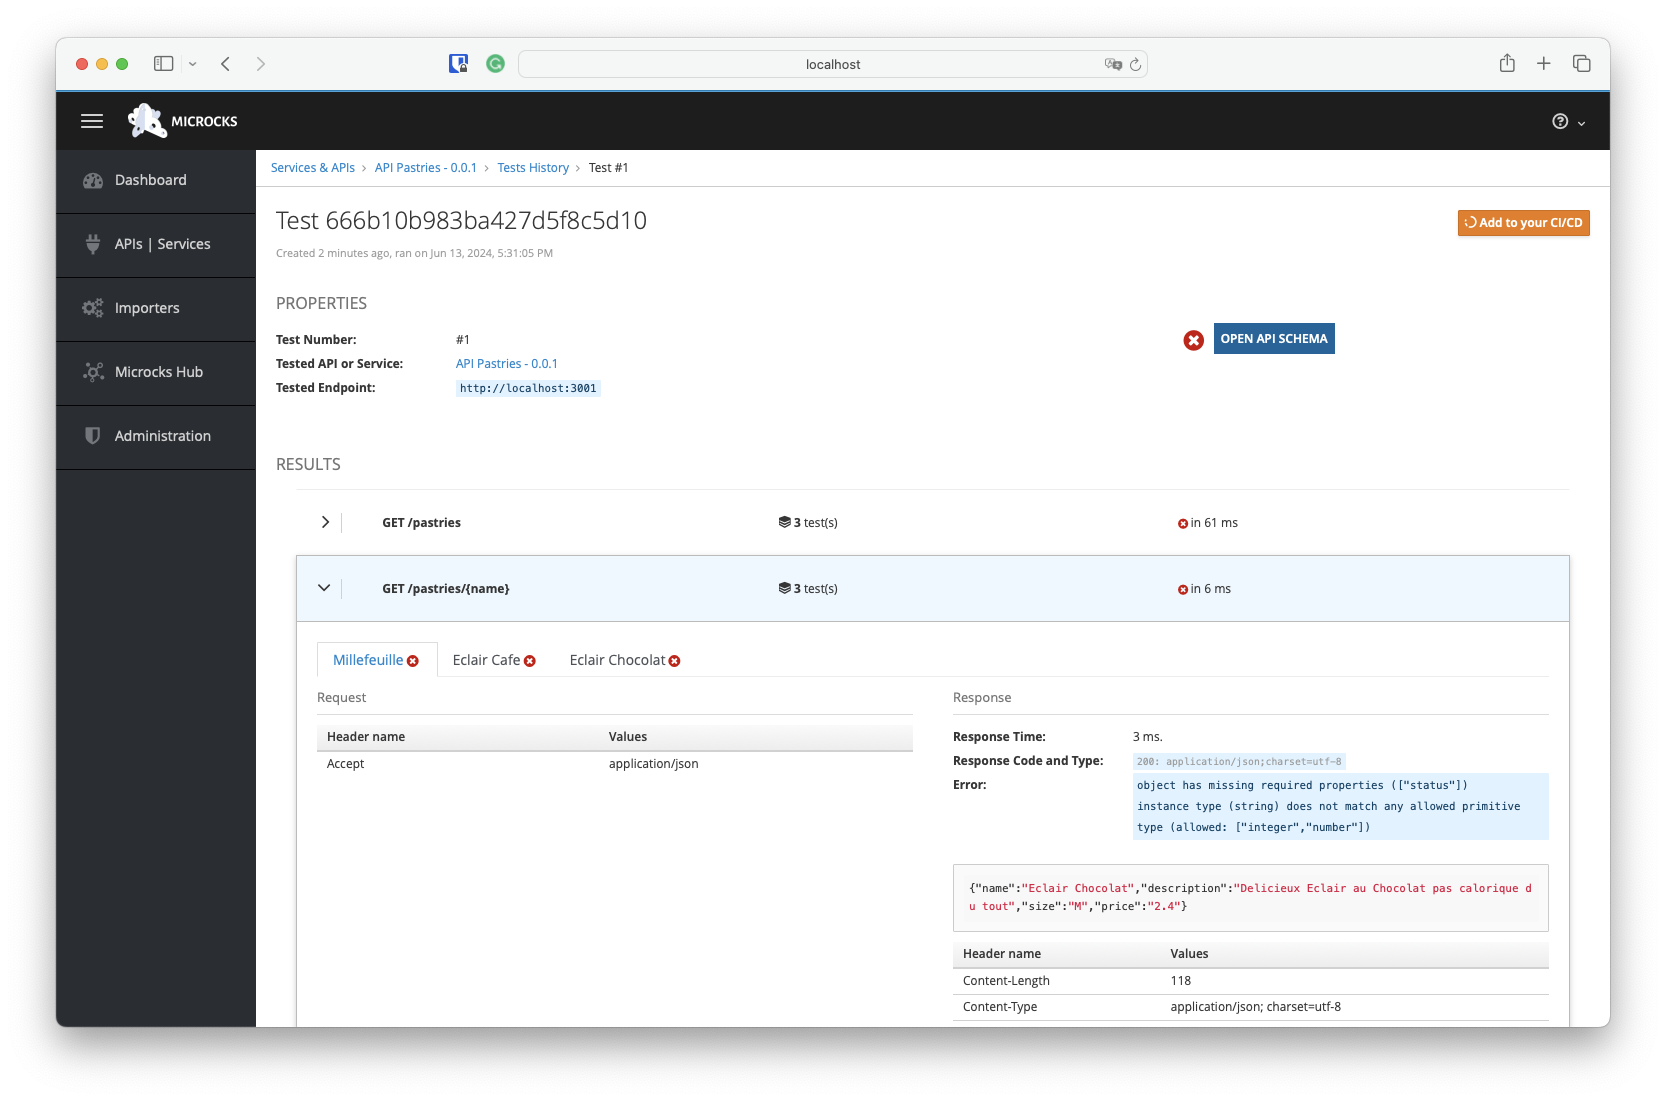 localhost
MICROCKS
Dashboard
APIs | Services
Importers
Microcks Hub
Administration
Services & APIs › API Pastries - 0.0.1 › Tests History › Test #1
Test 666b10b983ba427d5f8c5d10
Add to your CI/CD
Created 2 minutes ago, ran on Jun 13, 2024, 5:31:05 PM
PROPERTIES
Test Number: #1
OPEN API SCHEMA
Tested API or Service: API Pastries - 0.0.1
Tested Endpoint: http://localhost:3001
RESULTS
GET /pastries 3 test(s) in 61 ms
GET /pastries/{name} 3 test(s) in 6 ms
Millefeuille Eclair Cafe Eclair Chocolat
Request
Header name Values
Accept application/json
Response
Response Time: 3 ms.
Response Code and Type: 200: application/json;charset=utf-8
Error: object has missing required properties (["status"])
instance type (string) does not match any allowed primitive
type (allowed: ["integer","number"])
{"name":"Eclair Chocolat","description":"Delicieux Eclair au Chocolat pas calorique d
u tout","size":"M","price":"2.4"}
Header name Values
Content-Length 118
Content-Type application/json; charset=utf-8